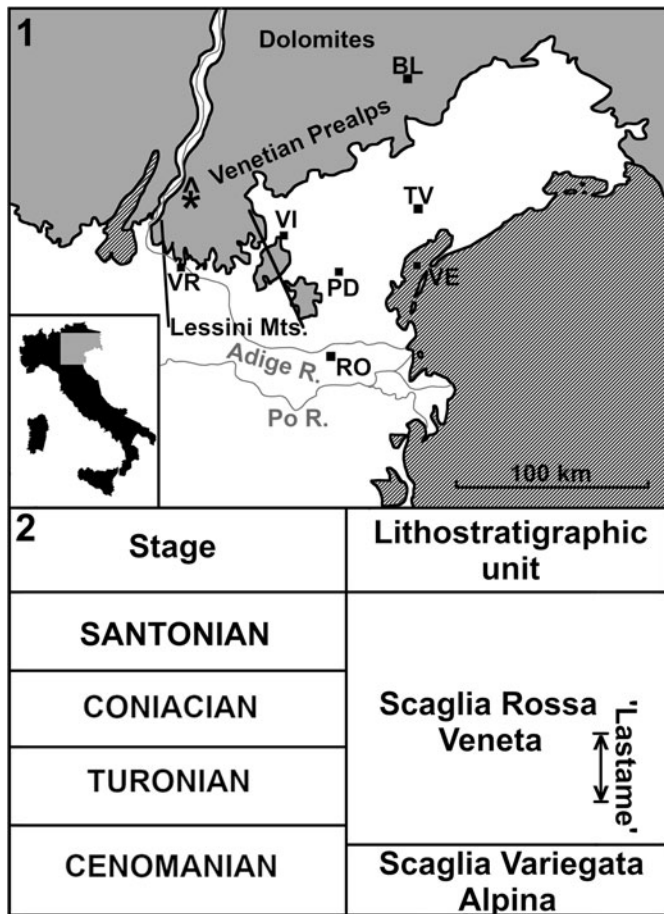 1
Dolomites
BL
Venetian Prealps
^
*
TV
VI
VR
PD
VE
Lessini Mts.
Adige R.
RO
Po R.
100 km
2
Stage
Lithostratigraphic
unit
SANTONIAN
CONIACIAN
TURONIAN
CENOMANIAN
Scaglia Rossa
Veneta
'Lastame'
Scaglia Variegata
Alpina